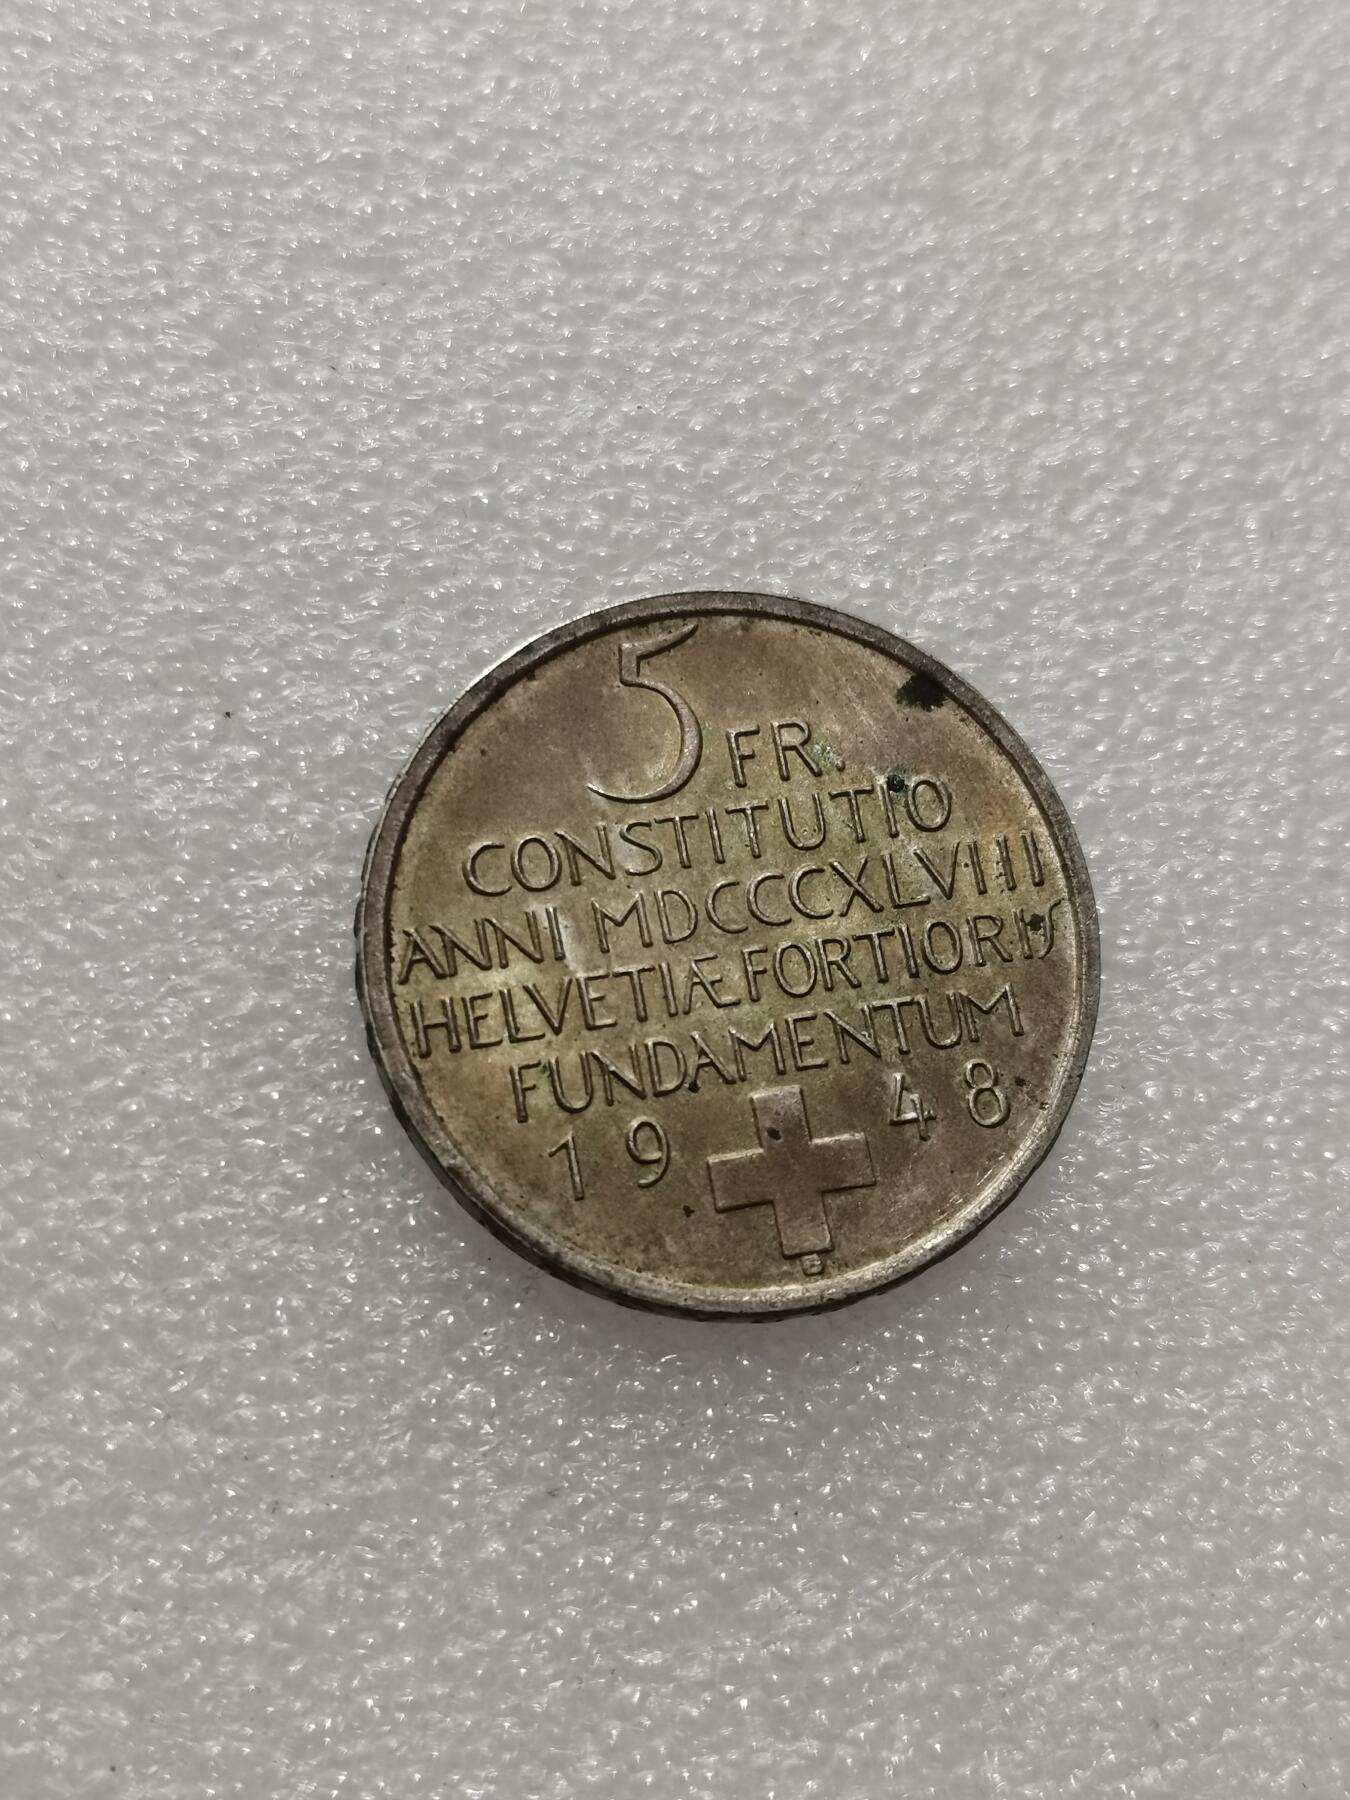 5 FR.
CONSTITUTIO
ANNI MDCCCXLVIII
HELVETIÆ FORTIORIS
FUNDAMENTUM
19 48
B